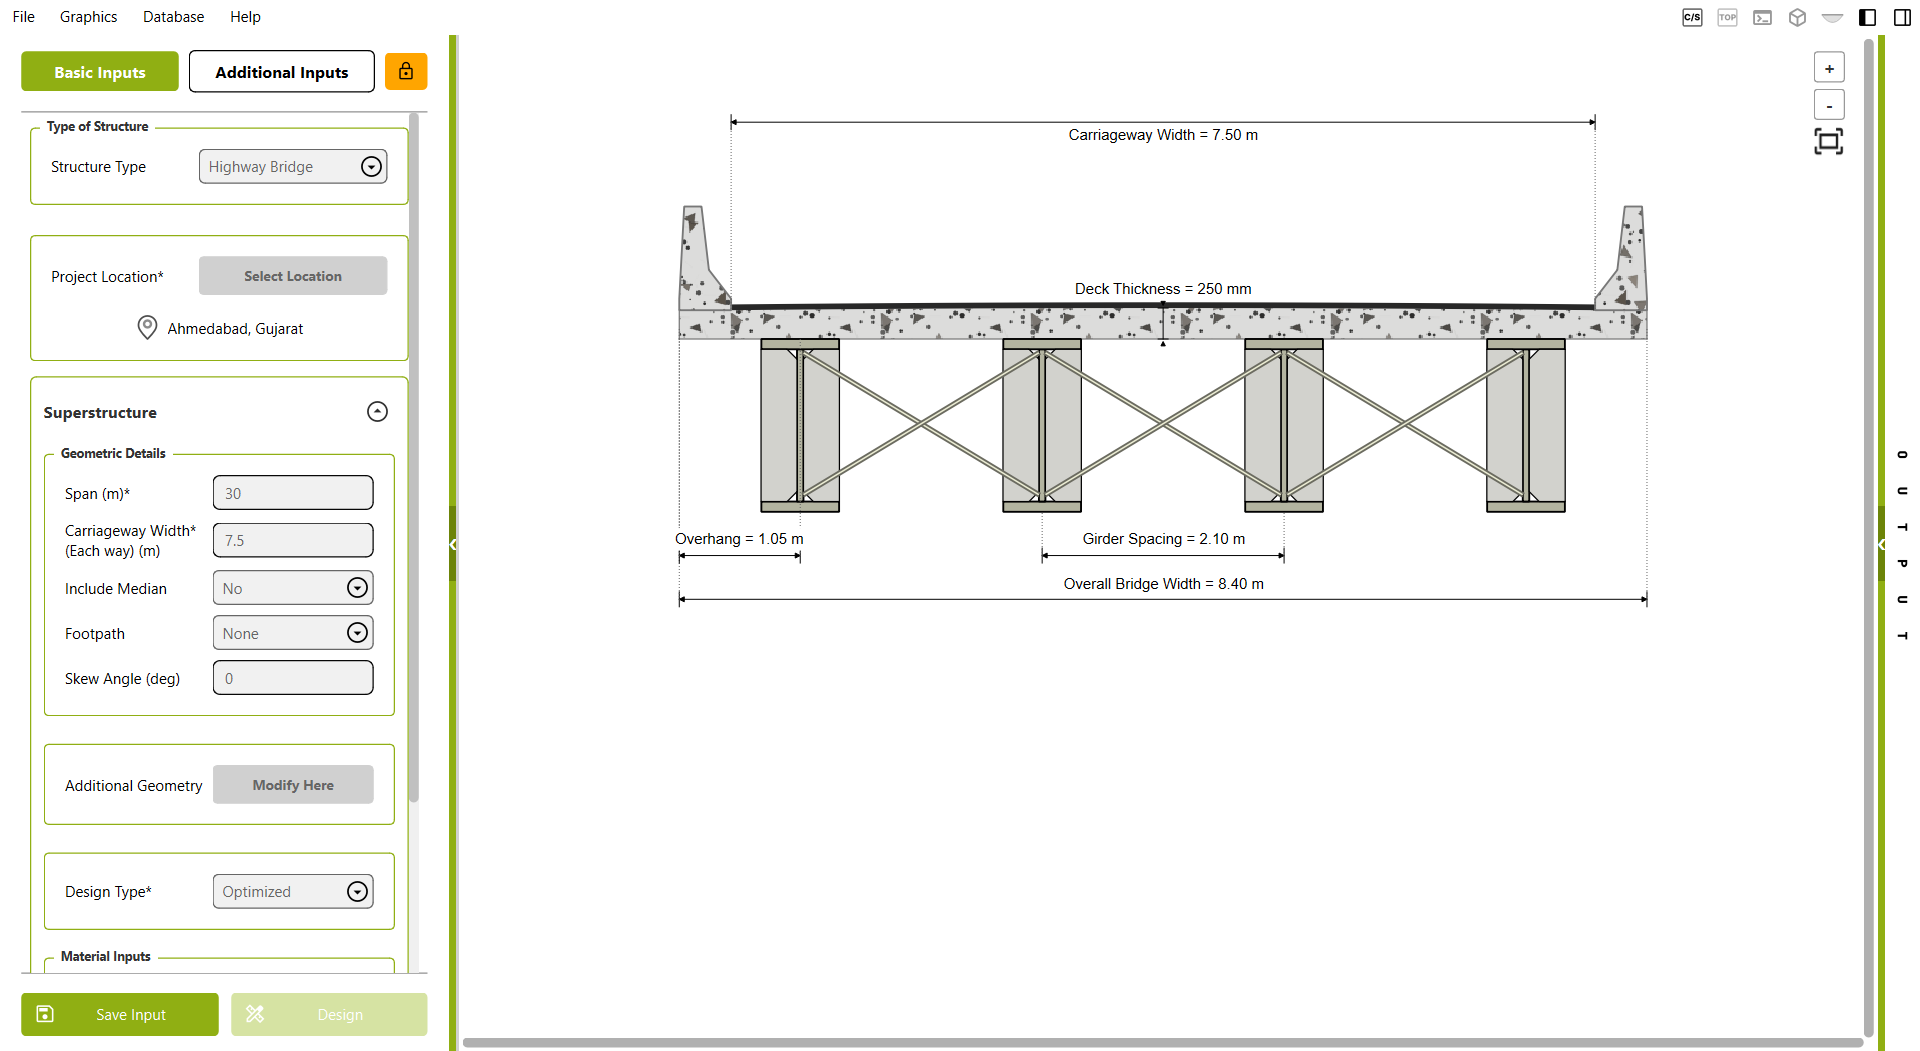 File Graphics Database Help
C/S TOP
Basic Inputs Additional Inputs
Type of Structure
Structure Type Highway Bridge
Project Location* Select Location
Ahmedabad, Gujarat
Superstructure
Geometric Details
Span (m)* 30
Carriageway Width* 7.5
(Each way) (m)
Include Median No
Footpath None
Skew Angle (deg) 0
Additional Geometry Modify Here
Design Type* Optimized
Material Inputs
Save Input Design
Carriageway Width = 7.50 m
Deck Thickness = 250 mm
Overhang = 1.05 m Girder Spacing = 2.10 m
Overall Bridge Width = 8.40 m
+
-
OUTPUT